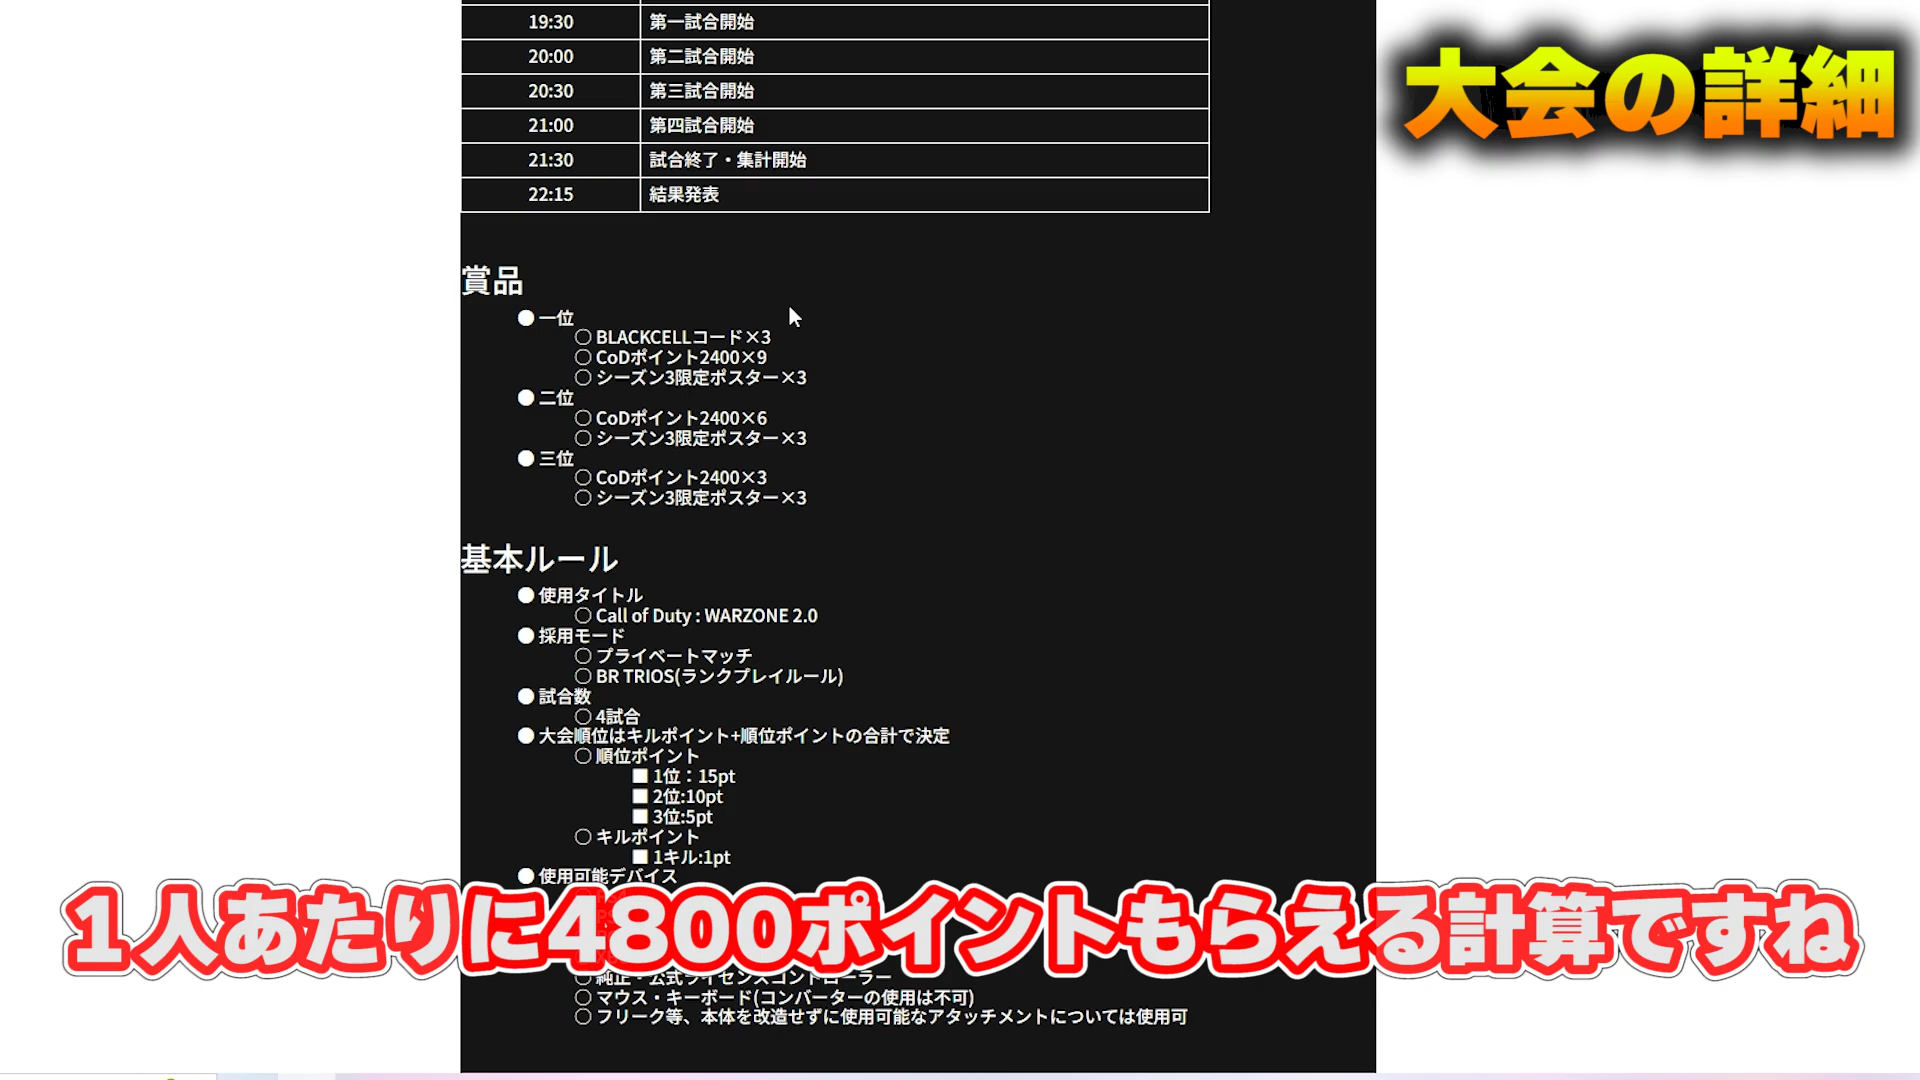 大会の詳細
19:30 第一試合開始
20:00 第二試合開始
20:30 第三試合開始
21:00 第四試合開始
21:30 試合終了・集計開始
22:15 結果発表
賞品
● 一位
○ BLACKCELLコード×3
○ CoDポイント2400×9
○ シーズン3限定ポスター×3
● 二位
○ CoDポイント2400×6
○ シーズン3限定ポスター×3
● 三位
○ CoDポイント2400×3
○ シーズン3限定ポスター×3
基本ルール
● 使用タイトル
○ Call of Duty : WARZONE 2.0
● 採用モード
○ プライベートマッチ
○ BR TRIOS(ランクプレイルール)
● 試合数
○ 4試合
● 大会順位はキルポイント+順位ポイントの合計で決定
○ 順位ポイント
■ 1位：15pt
■ 2位:10pt
■ 3位:5pt
○ キルポイント
■ 1キル:1pt
● 使用可能デバイス
1人あたりに4800ポイントもらえる計算ですね
○ 純正・公式ライセンスコントローラー
○ マウス・キーボード(コンバーターの使用は不可)
○ フリーク等、本体を改造せずに使用可能なアタッチメントについては使用可